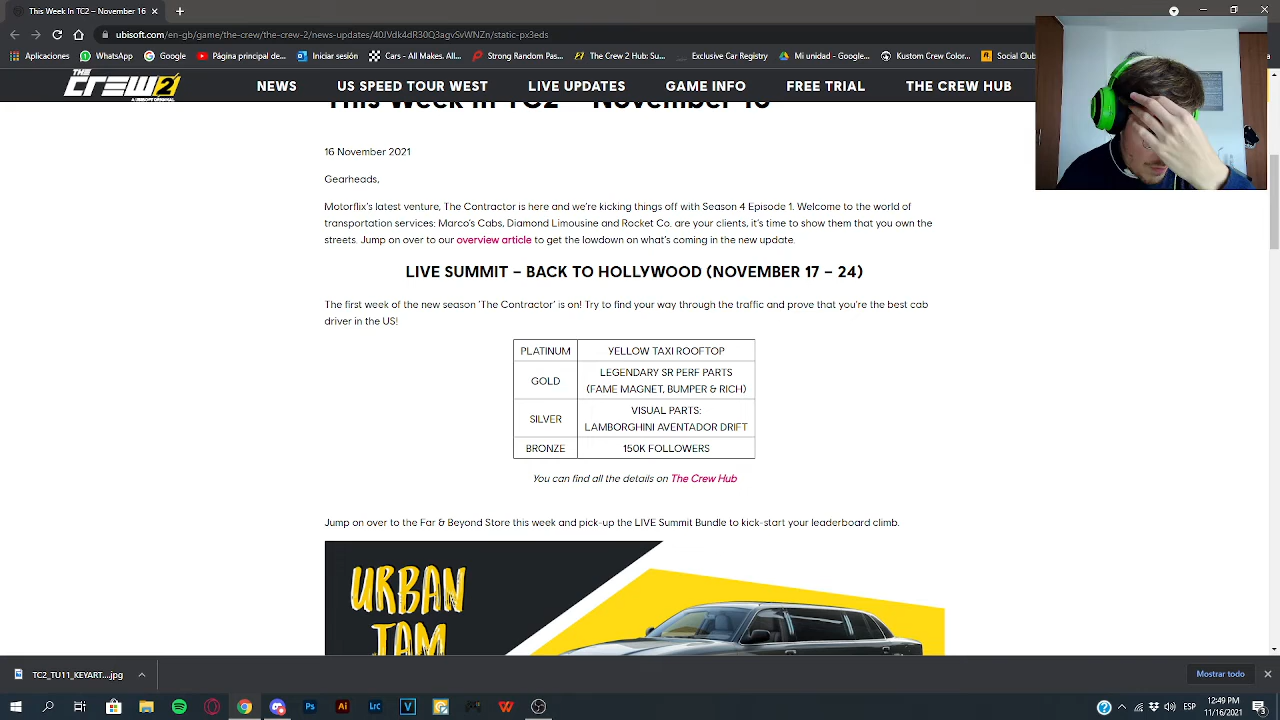 This Week In TC2 – November 16
ubisoft.com/en-gb/game/the-crew/the-crew-2/news-updates/40JVdk4dR30Q3agvSvWNZn/static-px3eds
Aplicaciones
WhatsApp
Google
Página principal de...
Iniciar sesión
Cars - All Makes, All...
Strong Random Pas...
The Crew 2 Hub: Su...
Exclusive Car Registry
Mi unidad - Google...
Kustom Crew Color...
Social Club
THE CREW 2
A UBISOFT ORIGINAL
NEWS
US SPEED TOUR WEST
LIVE UPDATES
GAME INFO
FREE TRIAL
THE CREW HUB
This Week In TC2 – November 16
16 November 2021
Gearheads,
Motorflix's latest venture, The Contractor is here and we're kicking things off with Season 4 Episode 1. Welcome to the world of
transportation services; Marco's Cabs, Diamond Limousine and Rocket Co. are your clients, it's time to show them that you own the
streets. Jump on over to our overview article to get the lowdown on what's coming in the new update.
LIVE SUMMIT – BACK TO HOLLYWOOD (NOVEMBER 17 – 24)
The first week of the new season 'The Contractor' is on! Try to find your way through the traffic and prove that you're the best cab
driver in the US!
PLATINUM YELLOW TAXI ROOFTOP
GOLD LEGENDARY SR PERF PARTS
(FAME MAGNET, BUMPER & RICH)
SILVER VISUAL PARTS:
LAMBORGHINI AVENTADOR DRIFT
BRONZE 150K FOLLOWERS
You can find all the details on The Crew Hub
Jump on over to the Far & Beyond Store this week and pick-up the LIVE Summit Bundle to kick-start your leaderboard climb.
URBAN
JAM
TC2_TU11_KEYART....jpg
Mostrar todo
ESP
12:49 PM
11/16/2021